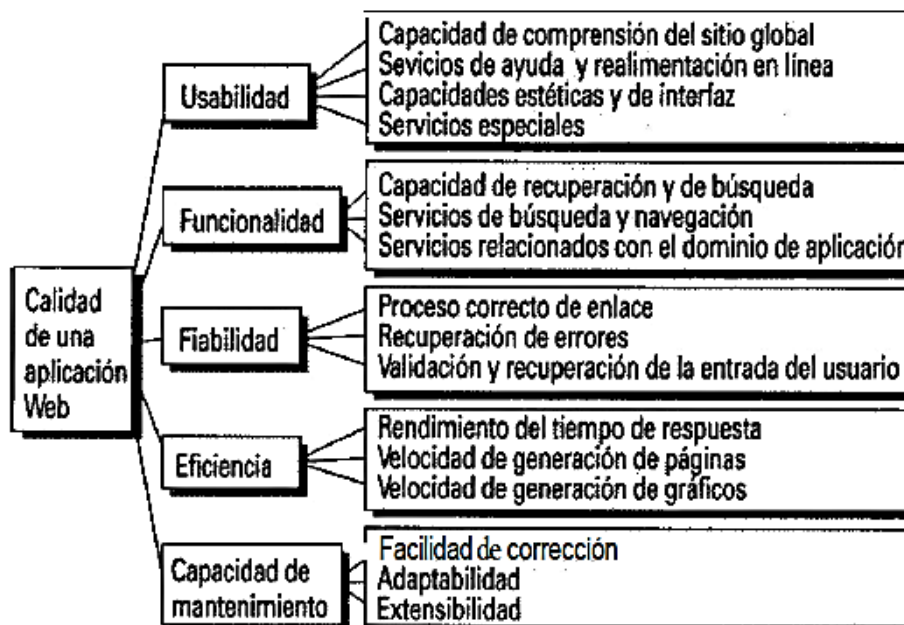 Calidad
de una
aplicación
Web
Usabilidad
Capacidad de comprensión del sitio global
Sevicios de ayuda y realimentación en línea
Capacidades estéticas y de interfaz
Servicios especiales
Funcionalidad
Capacidad de recuperación y de búsqueda
Servicios de búsqueda y navegación
Servicios relacionados con el dominio de aplicación
Fiabilidad
Proceso correcto de enlace
Recuperación de errores
Validación y recuperación de la entrada del usuario
Eficiencia
Rendimiento del tiempo de respuesta
Velocidad de generación de páginas
Velocidad de generación de gráficos
Capacidad de
mantenimiento
Facilidad de corrección
Adaptabilidad
Extensibilidad